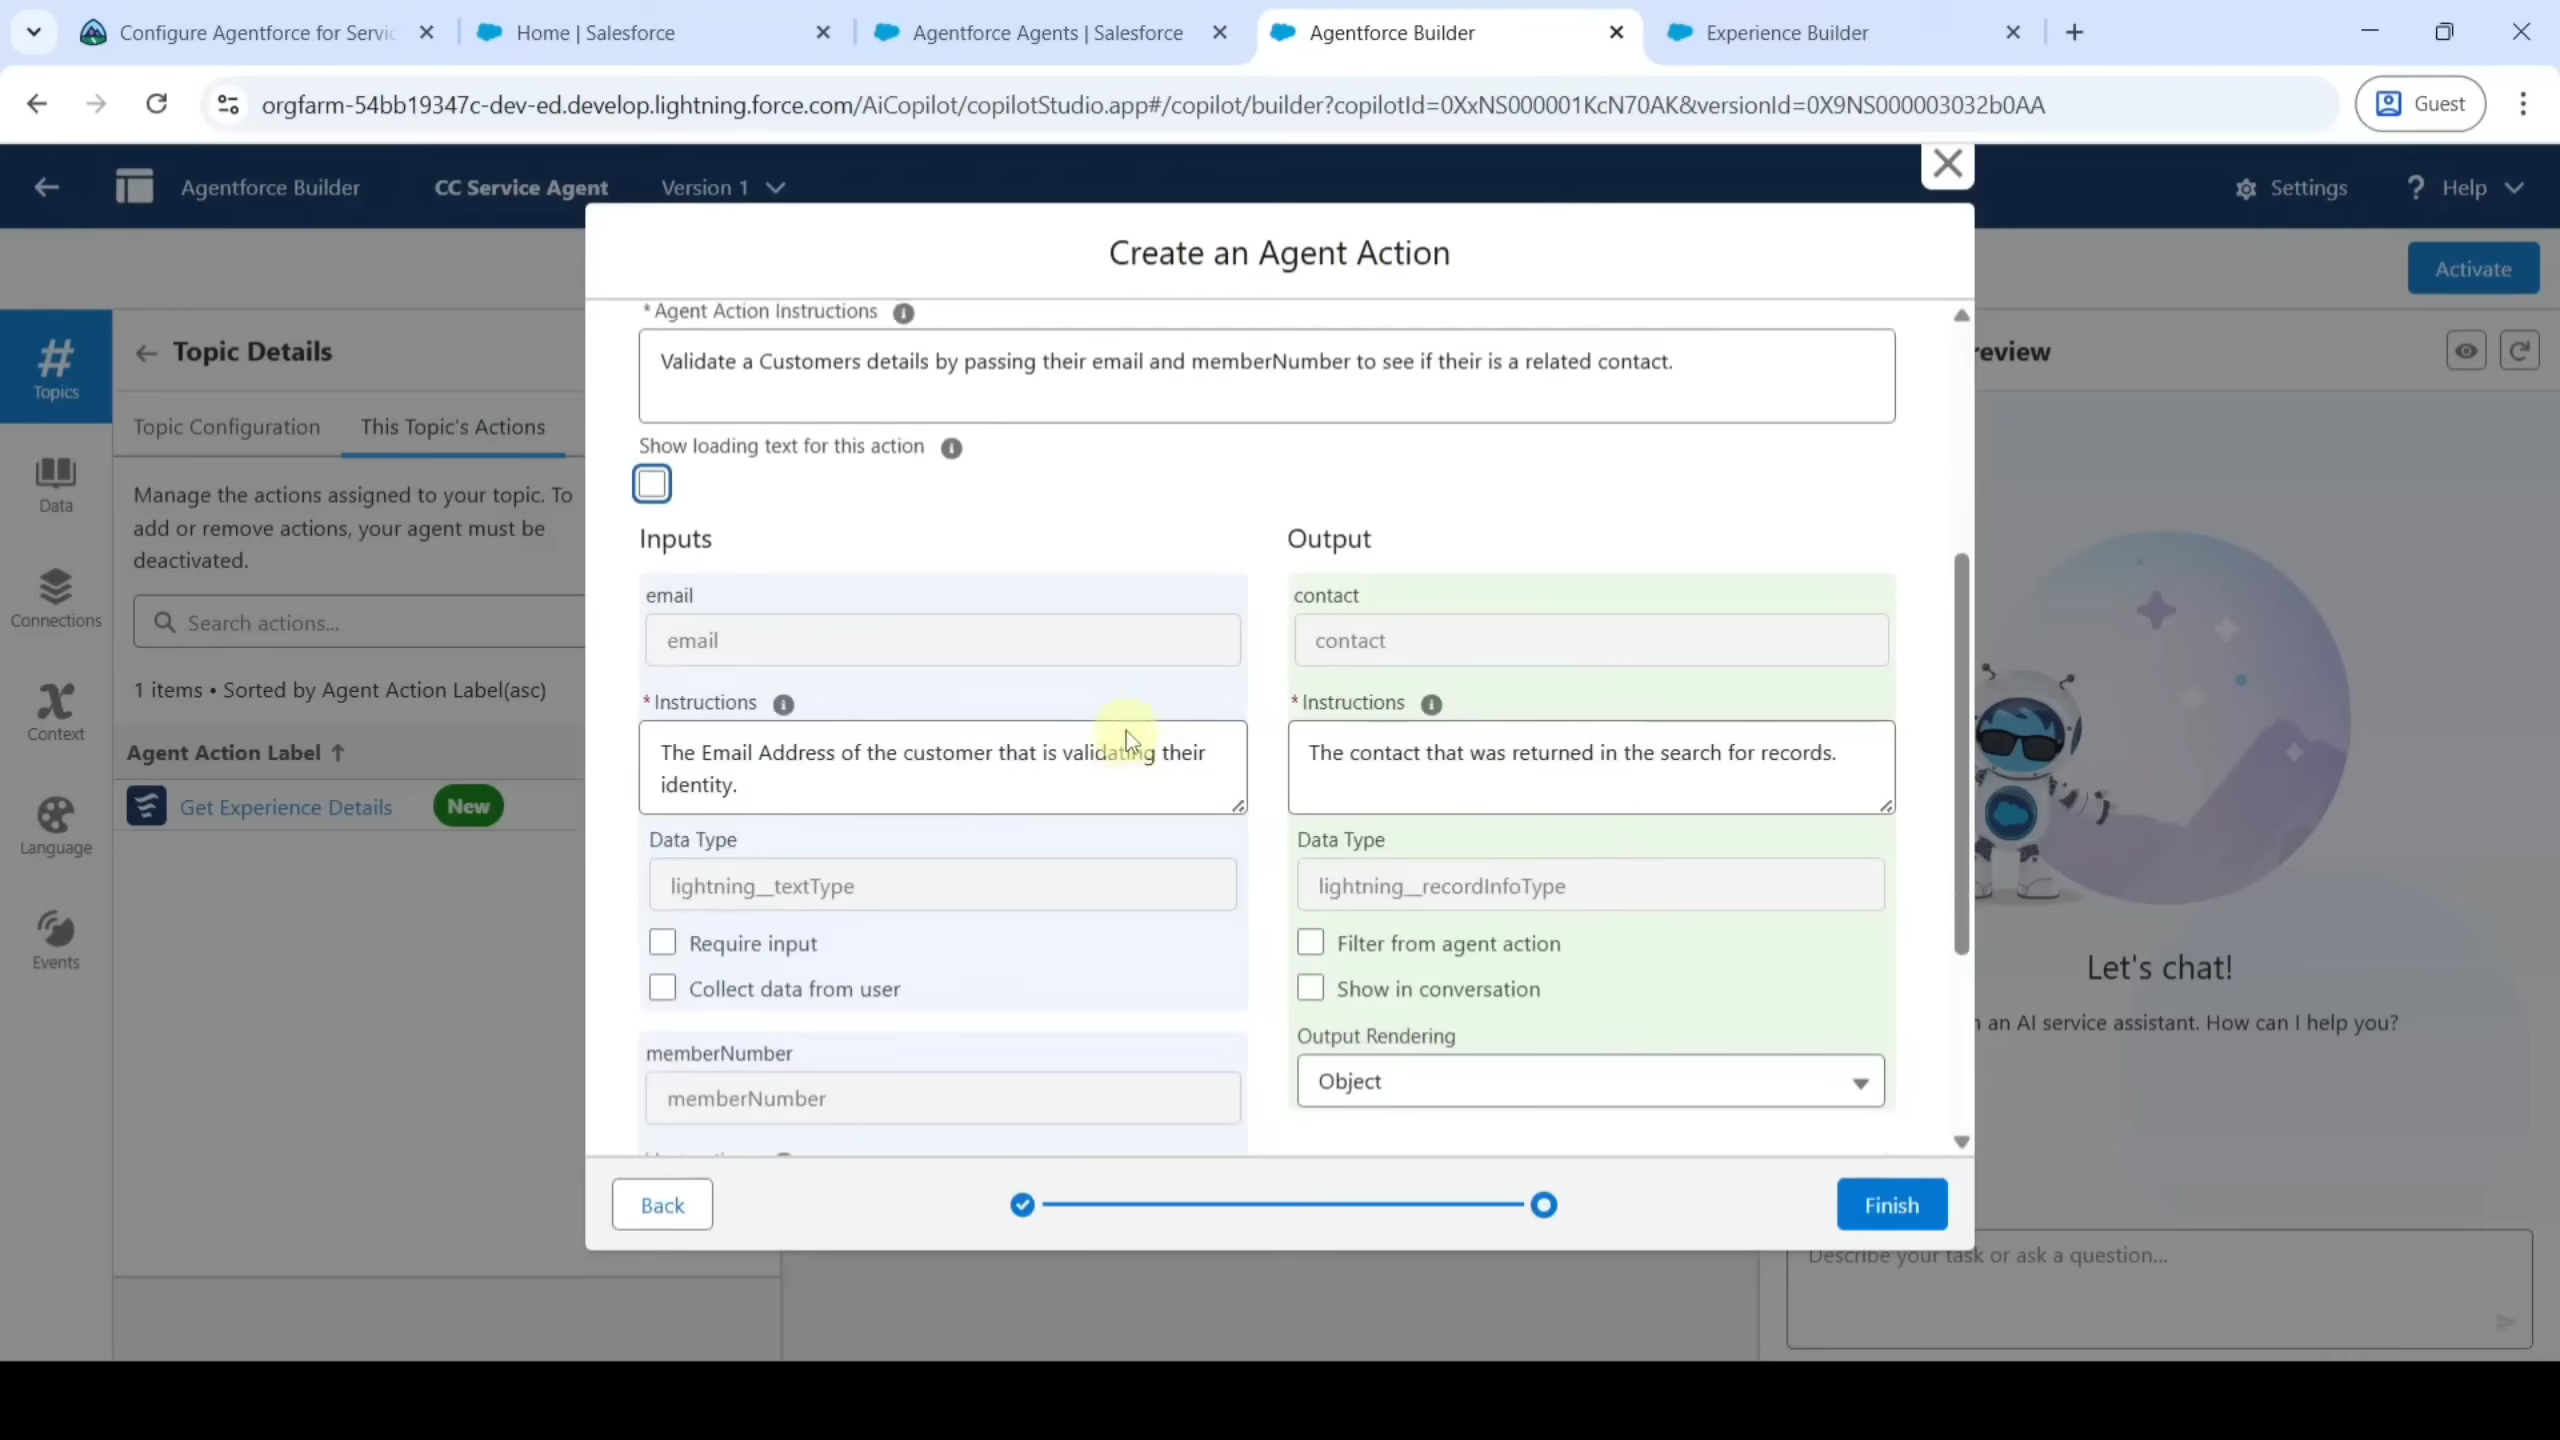 Configure Agentforce for Servic
Home | Salesforce
Agentforce Agents | Salesforce
Agentforce Builder
Experience Builder
orgfarm-54bb19347c-dev-ed.develop.lightning.force.com/AiCopilot/copilotStudio.app#/copilot/builder?copilotId=0XxNS000001KcN70AK&versionId=0X9NS000003032b0AA
Guest
Agentforce Builder
CC Service Agent
Version 1
Settings
Help
Activate
Create an Agent Action
Topics
Data
Connections
Context
Language
Events
Topic Details
Topic Configuration
This Topic's Actions
Manage the actions assigned to your topic. To
add or remove actions, your agent must be
deactivated.
Search actions...
1 items • Sorted by Agent Action Label(asc)
Agent Action Label ↑
Get Experience Details
New
* Agent Action Instructions
Validate a Customers details by passing their email and memberNumber to see if their is a related contact.
Show loading text for this action
Inputs
email
email
* Instructions
The Email Address of the customer that is validating their
identity.
Data Type
lightning__textType
Require input
Collect data from user
memberNumber
memberNumber
Output
contact
contact
* Instructions
The contact that was returned in the search for records.
Data Type
lightning__recordInfoType
Filter from agent action
Show in conversation
Output Rendering
Object
Back
Finish
review
Let's chat!
an AI service assistant. How can I help you?
Describe your task or ask a question...